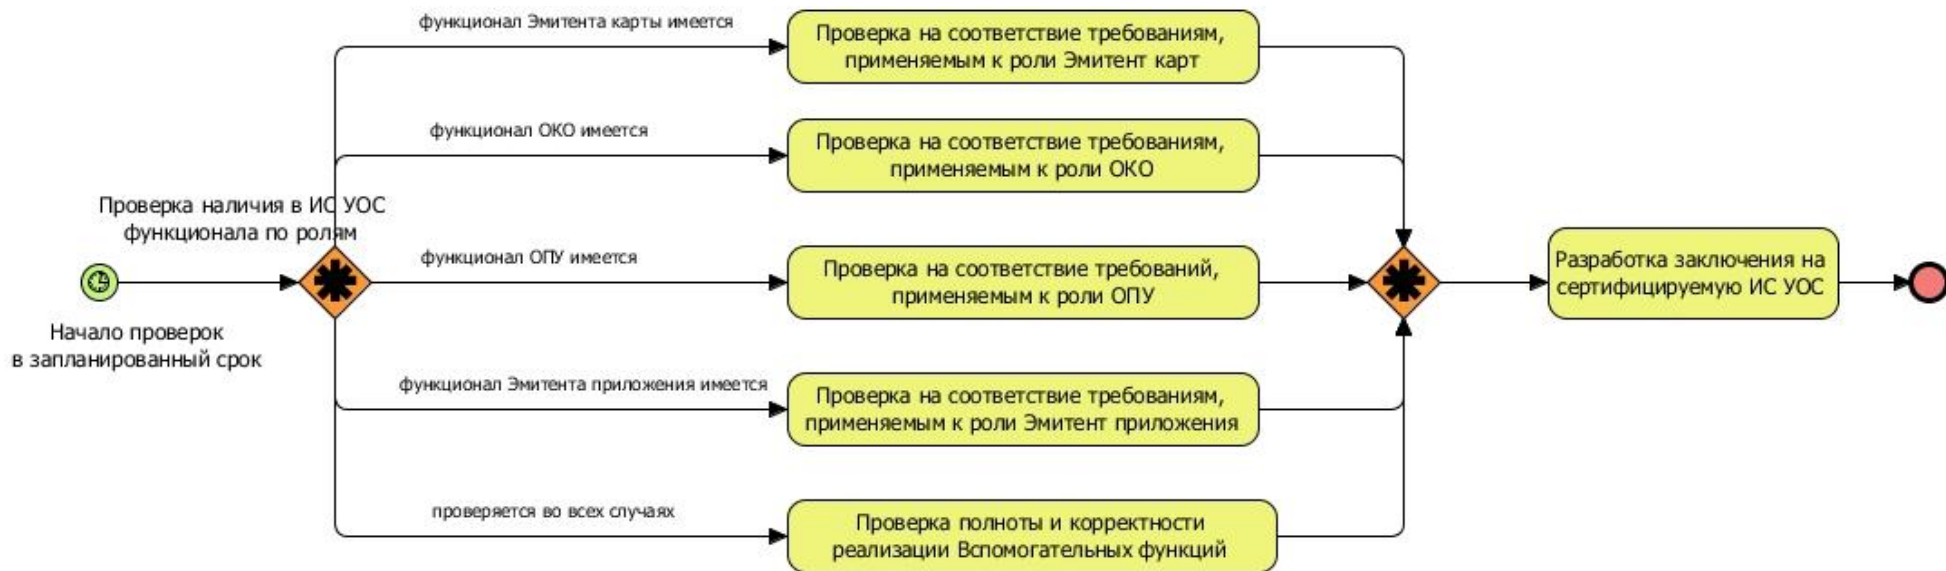 функционал Эмитента карты имеется
Проверка на соответствие требованиям,
применяемым к роли Эмитент карт
функционал ОКО имеется
Проверка на соответствие требованиям,
применяемым к роли ОКО
Проверка наличия в ИС УОС
функционала по ролям
функционал ОПУ имеется
Проверка на соответствие требований,
применяемым к роли ОПУ
Разработка заключения на
сертифицируемую ИС УОС
Начало проверок
в запланированный срок
функционал Эмитента приложения имеется
Проверка на соответствие требованиям,
применяемым к роли Эмитент приложения
проверяется во всех случаях
Проверка полноты и корректности
реализации Вспомогательных функций